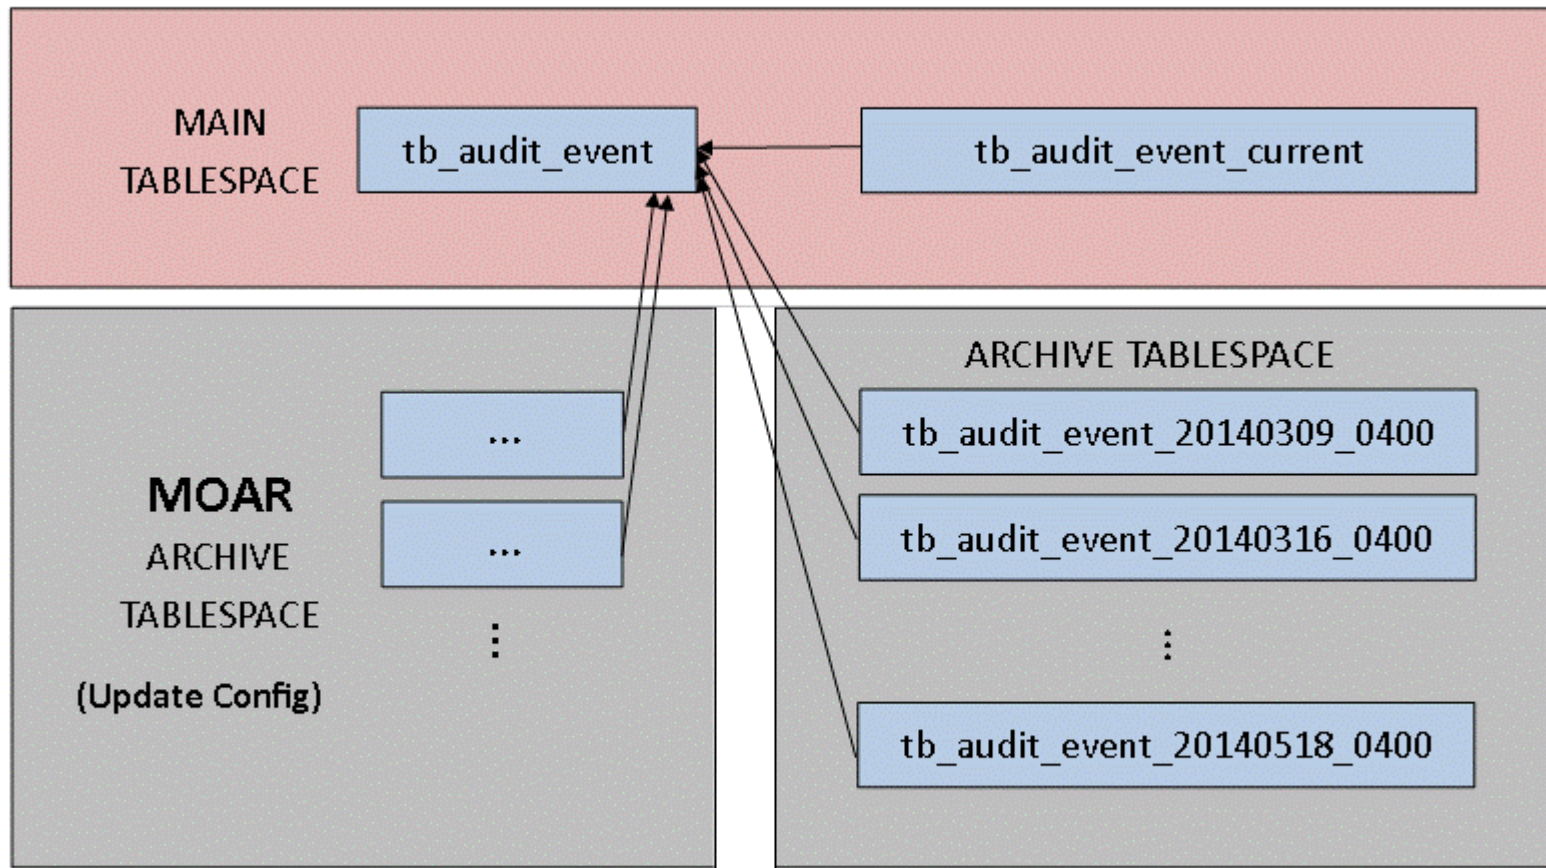 MAIN
TABLESPACE
tb_audit_event
tb_audit_event_current
MOAR
ARCHIVE
TABLESPACE
(Update Config)
...
...
⋮
ARCHIVE TABLESPACE
tb_audit_event_20140309_0400
tb_audit_event_20140316_0400
⋮
tb_audit_event_20140518_0400